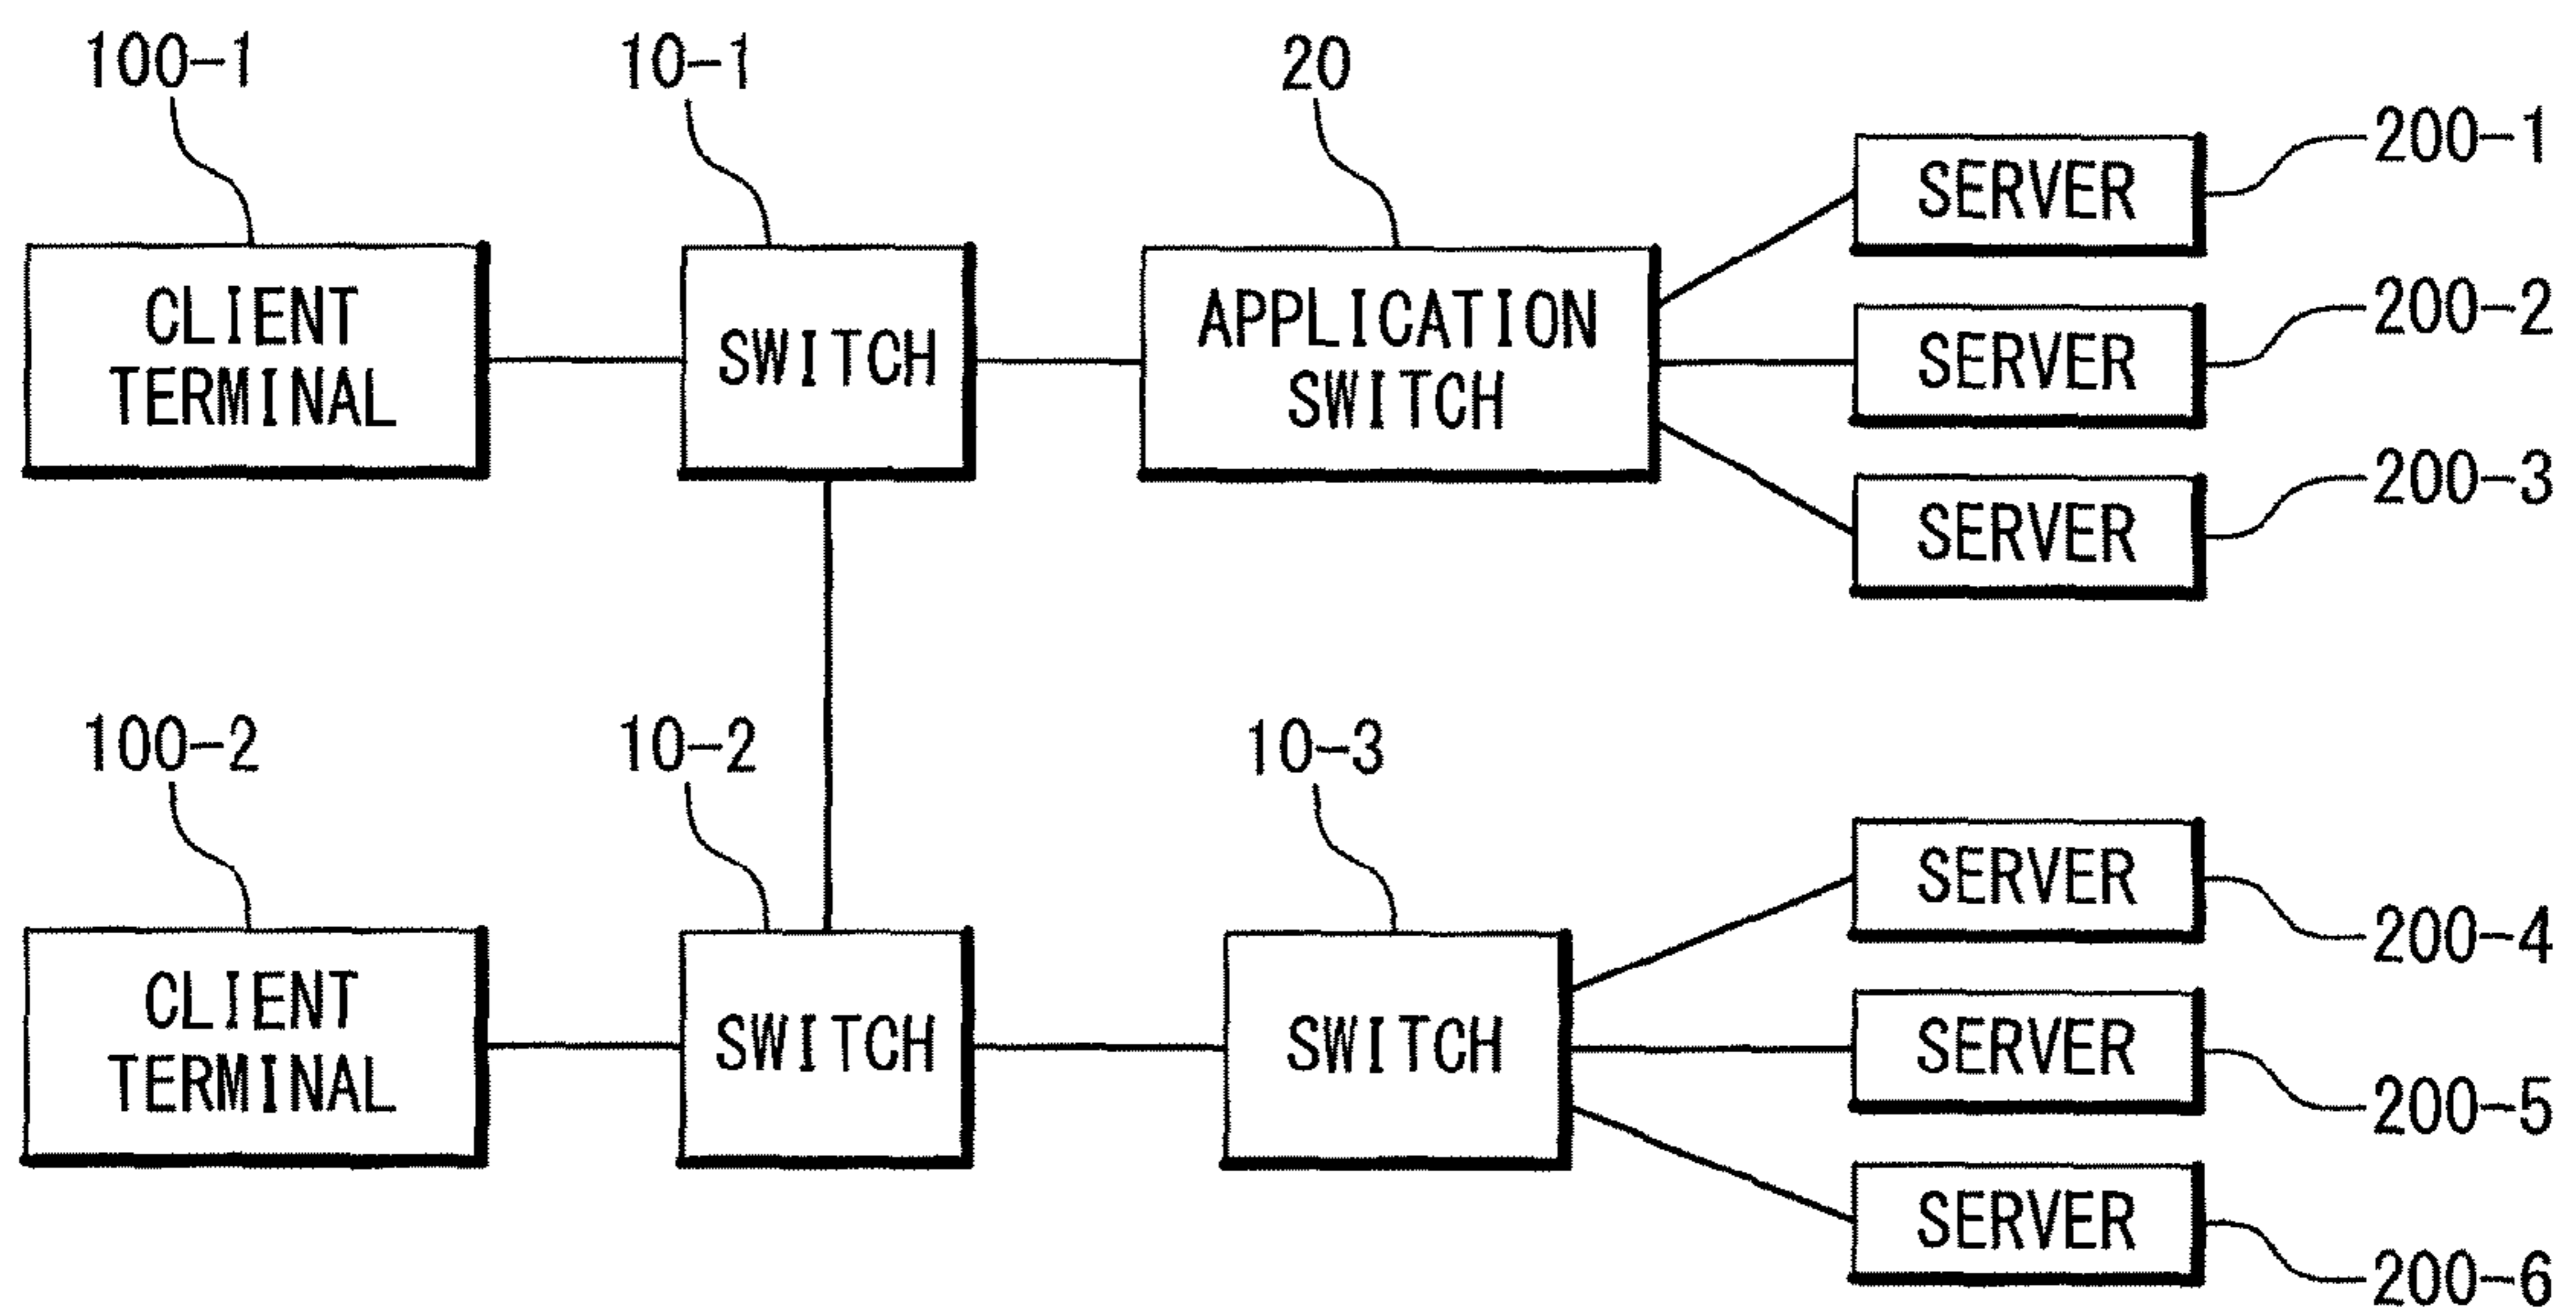 100-1
10-1
20
200-1
SERVER
CLIENT
TERMINAL
SWITCH
APPLICATION
SWITCH
200-2
SERVER
200-3
SERVER
100-2
10-2
10-3
SERVER
200-4
CLIENT
TERMINAL
SWITCH
SWITCH
SERVER
200-5
SERVER
200-6